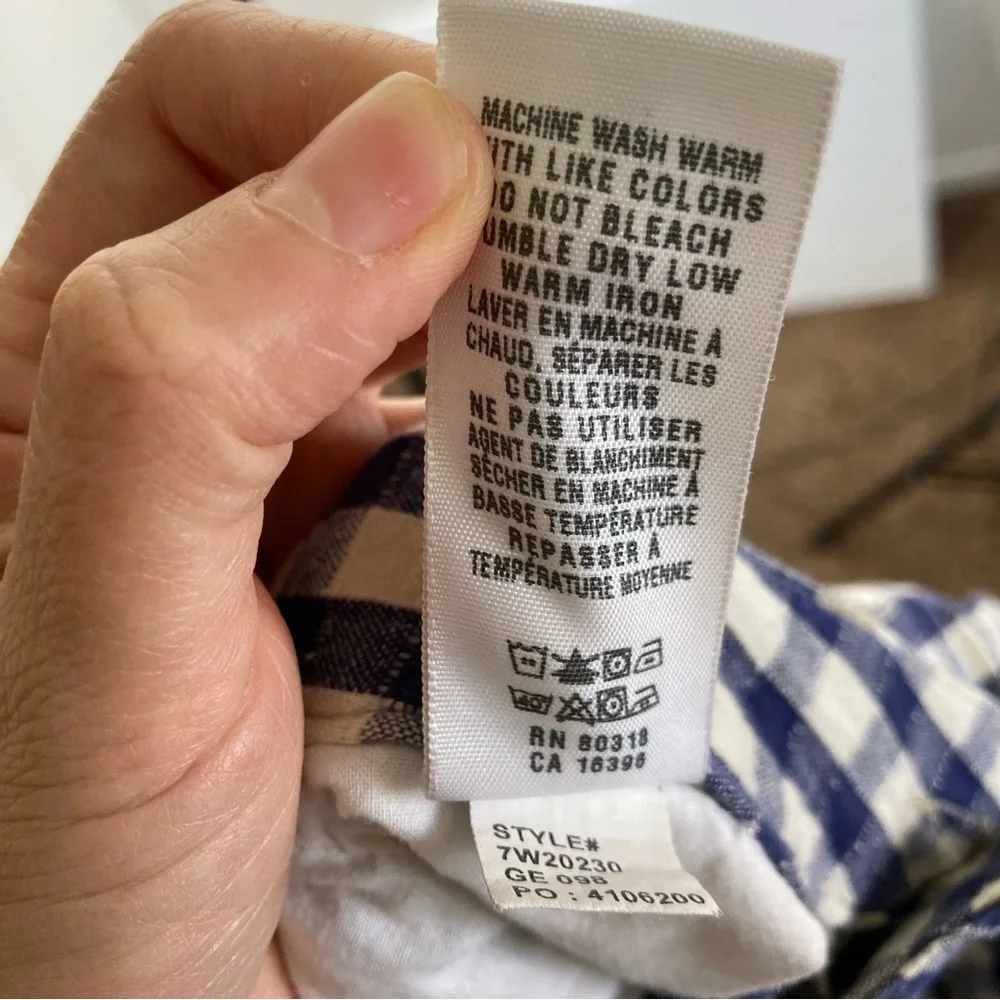 MACHINE WASH WARM
ITH LIKE COLORS
O NOT BLEACH
UMBLE DRY LOW
WARM IRON
LAVER EN MACHINE À
CHAUD, SÉPARER LES
COULEURS
NE PAS UTILISER
AGENT DE BLANCHIMENT
SÉCHER EN MACHINE À
BASSE TEMPÉRATURE
REPASSER À
TEMPÉRATURE MOYENNE
RN 80318
CA 16395
STYLE#
7W20230
GE 098
PO : 4106200